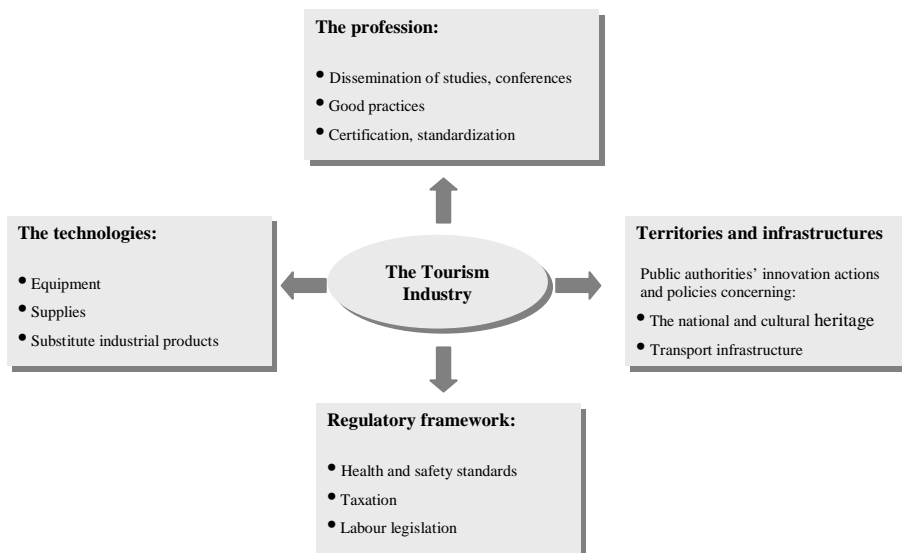 The profession:
• Dissemination of studies, conferences
• Good practices
• Certification, standardization
The technologies:
• Equipment
• Supplies
• Substitute industrial products
The Tourism
Industry
Territories and infrastructures
Public authorities’ innovation actions
and policies concerning:
• The national and cultural heritage
• Transport infrastructure
Regulatory framework:
• Health and safety standards
• Taxation
• Labour legislation